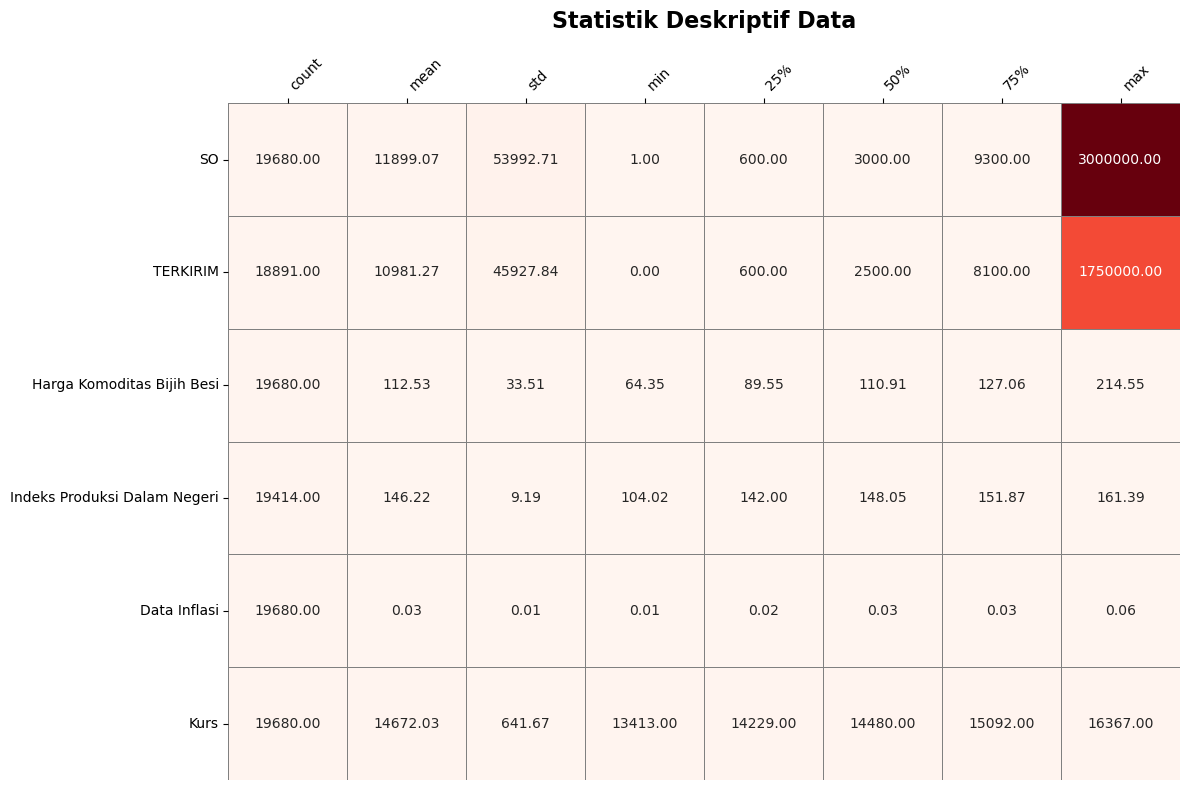 Statistik Deskriptif Data
count mean std min 25% 50% 75% max
SO 19680.00 11899.07 53992.71 1.00 600.00 3000.00 9300.00 3000000.00
TERKIRIM 18891.00 10981.27 45927.84 0.00 600.00 2500.00 8100.00 1750000.00
Harga Komoditas Bijih Besi 19680.00 112.53 33.51 64.35 89.55 110.91 127.06 214.55
Indeks Produksi Dalam Negeri 19414.00 146.22 9.19 104.02 142.00 148.05 151.87 161.39
Data Inflasi 19680.00 0.03 0.01 0.01 0.02 0.03 0.03 0.06
Kurs 19680.00 14672.03 641.67 13413.00 14229.00 14480.00 15092.00 16367.00